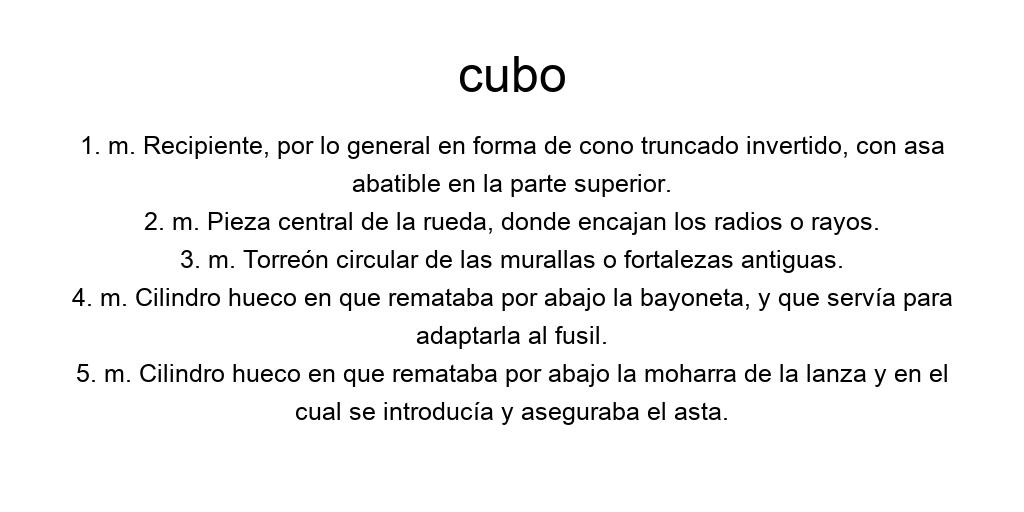 cubo
1. m. Recipiente, por lo general en forma de cono truncado invertido, con asa
abatible en la parte superior.
2. m. Pieza central de la rueda, donde encajan los radios o rayos.
3. m. Torreón circular de las murallas o fortalezas antiguas.
4. m. Cilindro hueco en que remataba por abajo la bayoneta, y que servía para
adaptarla al fusil.
5. m. Cilindro hueco en que remataba por abajo la moharra de la lanza y en el
cual se introducía y aseguraba el asta.